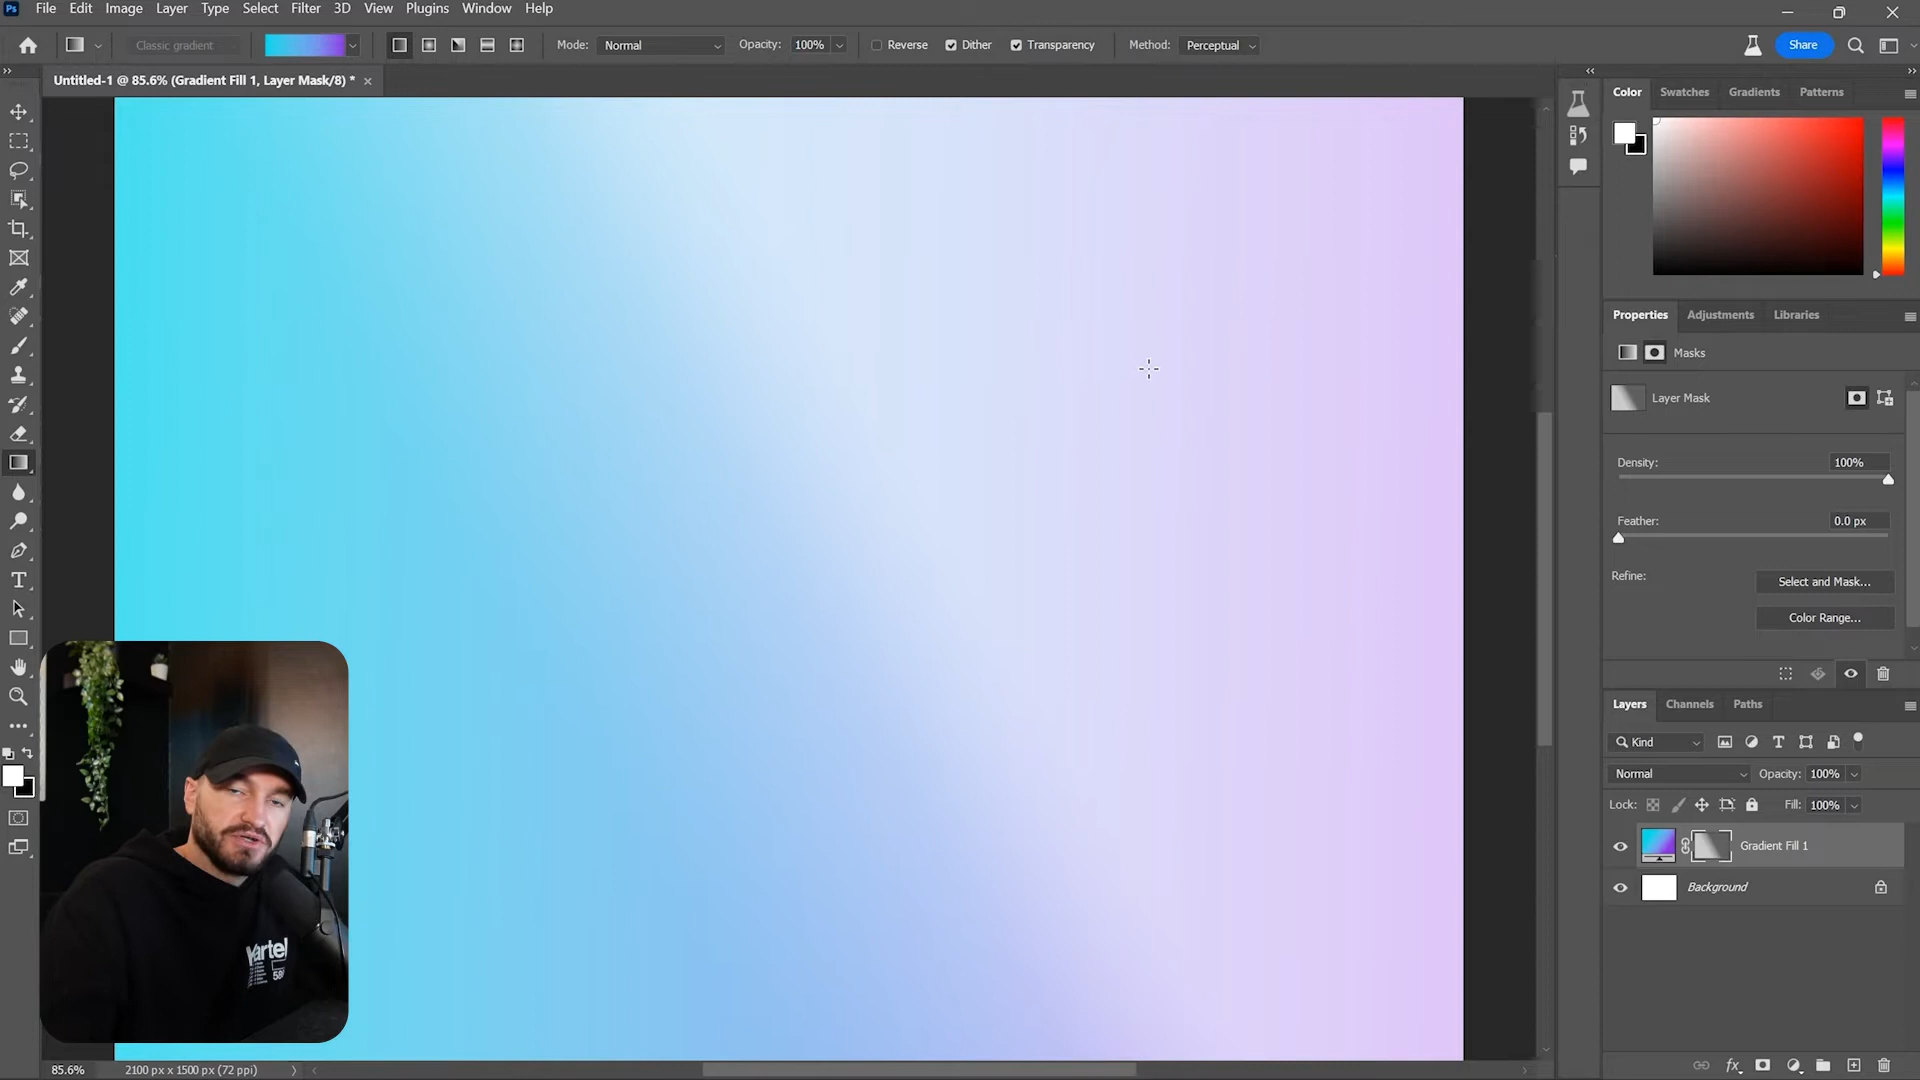 Ps File Edit Image Layer Type Select Filter 3D View Plugins Window Help
Classic gradient Mode: Normal Opacity: 100% Reverse Dither Transparency Method: Perceptual Share
Untitled-1 @ 85.6% (Gradient Fill 1, Layer Mask/8) * ×
Color Swatches Gradients Patterns
Properties Adjustments Libraries
Masks
Layer Mask
Density: 100%
Feather: 0.0 px
Refine:
Select and Mask...
Color Range...
Layers Channels Paths
Kind
Normal Opacity: 100%
Lock: Fill: 100%
Gradient Fill 1
Background
85.6% 2100 px x 1500 px (72 ppi)